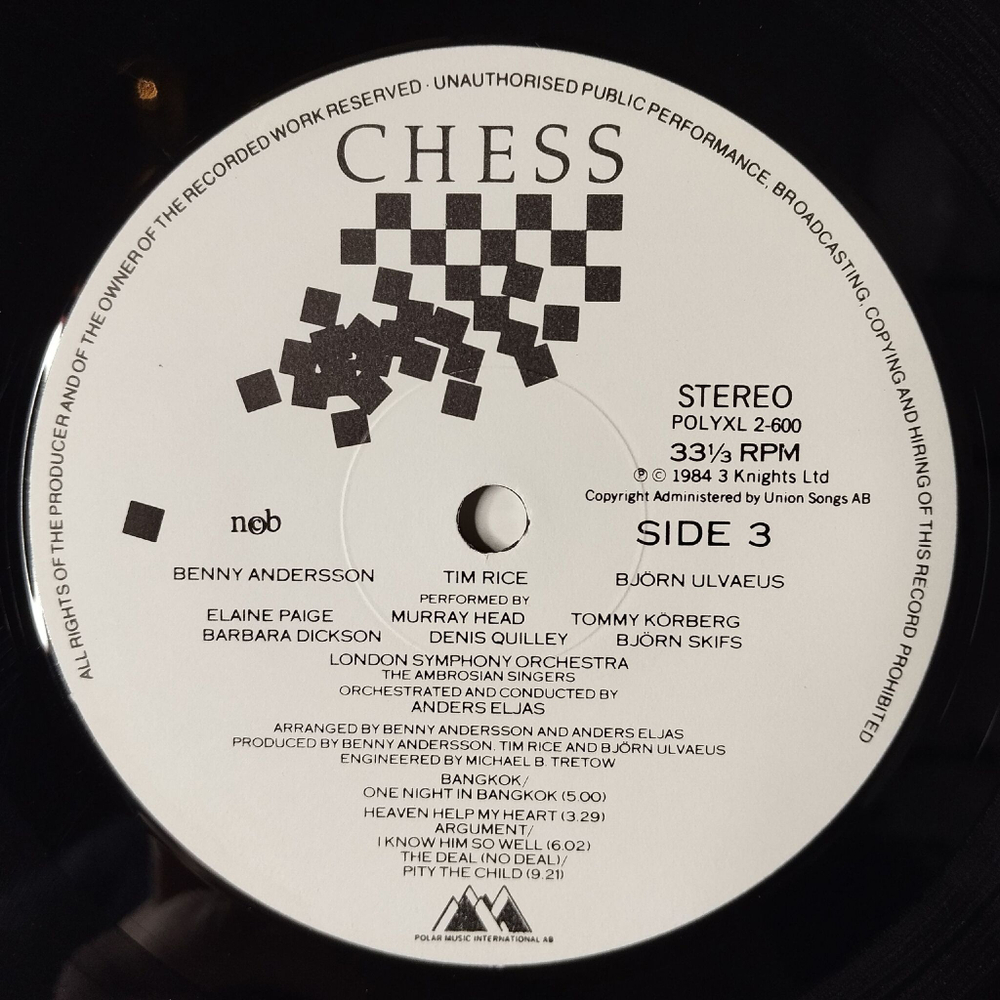 ALL RIGHTS OF THE PRODUCER AND OF THE OWNER OF THE RECORDED WORK RESERVED · UNAUTHORISED PUBLIC PERFORMANCE, BROADCASTING, COPYING AND HIRING OF THIS RECORD PROHIBITED
CHESS
STEREO
POLYXL 2-600
33⅓ RPM
℗ © 1984 3 Knights Ltd
Copyright Administered by Union Songs AB
n©b
SIDE 3
BENNY ANDERSSON TIM RICE BJÖRN ULVAEUS
PERFORMED BY
ELAINE PAIGE MURRAY HEAD TOMMY KÖRBERG
BARBARA DICKSON DENIS QUILLEY BJÖRN SKIFS
LONDON SYMPHONY ORCHESTRA
THE AMBROSIAN SINGERS
ORCHESTRATED AND CONDUCTED BY
ANDERS ELJAS
ARRANGED BY BENNY ANDERSSON AND ANDERS ELJAS
PRODUCED BY BENNY ANDERSSON. TIM RICE AND BJÖRN ULVAEUS
ENGINEERED BY MICHAEL B. TRETOW
BANGKOK/
ONE NIGHT IN BANGKOK (5.00)
HEAVEN HELP MY HEART (3.29)
ARGUMENT/
I KNOW HIM SO WELL (6.02)
THE DEAL (NO DEAL)/
PITY THE CHILD (9.21)
POLAR MUSIC INTERNATIONAL AB